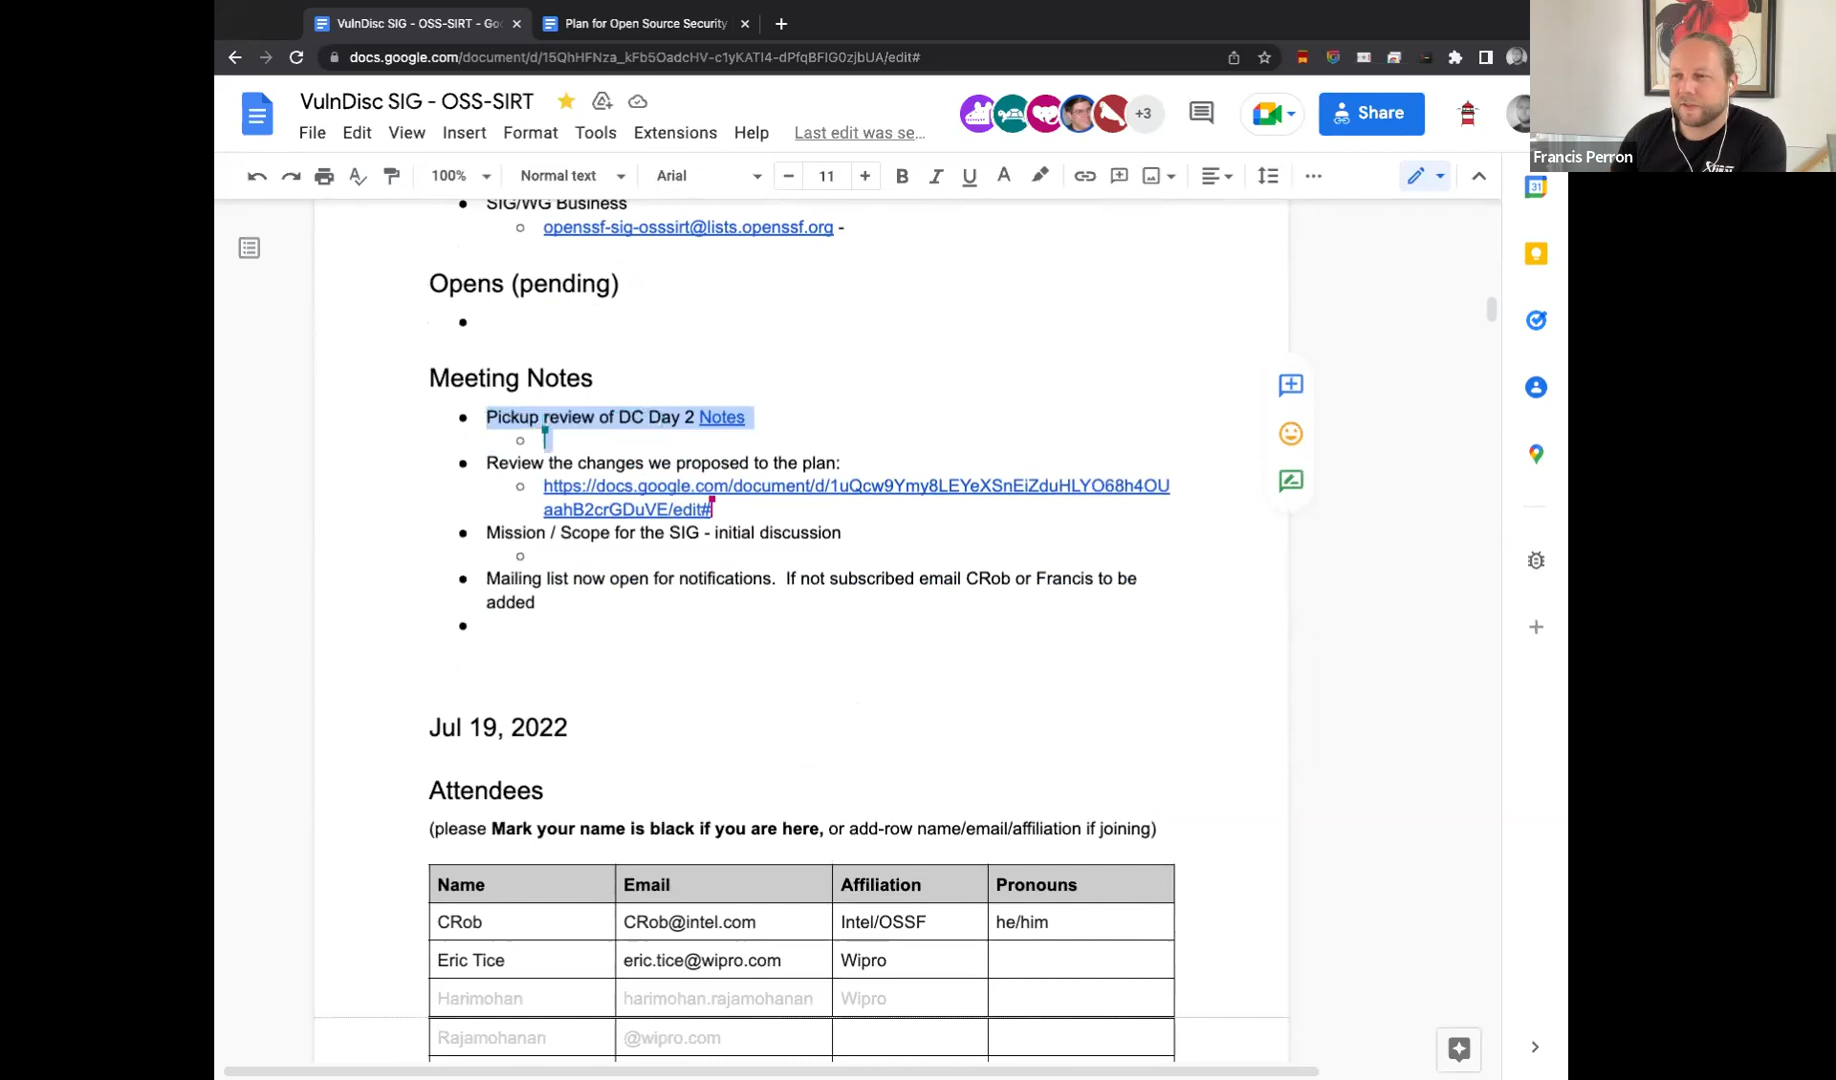 VulnDisc SIG - OSS-SIRT - Goo
Plan for Open Source Security
docs.google.com/document/d/15QhHFNza_kFb5OadcHV-c1yKATI4-dPfqBFIG0zjbUA/edit#
VulnDisc SIG - OSS-SIRT
+3
Share
File Edit View Insert Format Tools Extensions Help Last edit was se...
100% Normal text Arial 11
Francis Perron
31
SIG/WG Business
openssf-sig-osssirt@lists.openssf.org -
Opens (pending)
Meeting Notes
Pickup review of DC Day 2 Notes
Review the changes we proposed to the plan:
https://docs.google.com/document/d/1uQcw9Ymy8LEYeXSnEiZduHLYO68h4OU
aahB2crGDuVE/edit#
Mission / Scope for the SIG - initial discussion
Mailing list now open for notifications. If not subscribed email CRob or Francis to be
added
Jul 19, 2022
Attendees
(please Mark your name is black if you are here, or add-row name/email/affiliation if joining)
Name Email Affiliation Pronouns
CRob CRob@intel.com Intel/OSSF he/him
Eric Tice eric.tice@wipro.com Wipro
Harimohan harimohan.rajamohanan Wipro
Rajamohanan @wipro.com